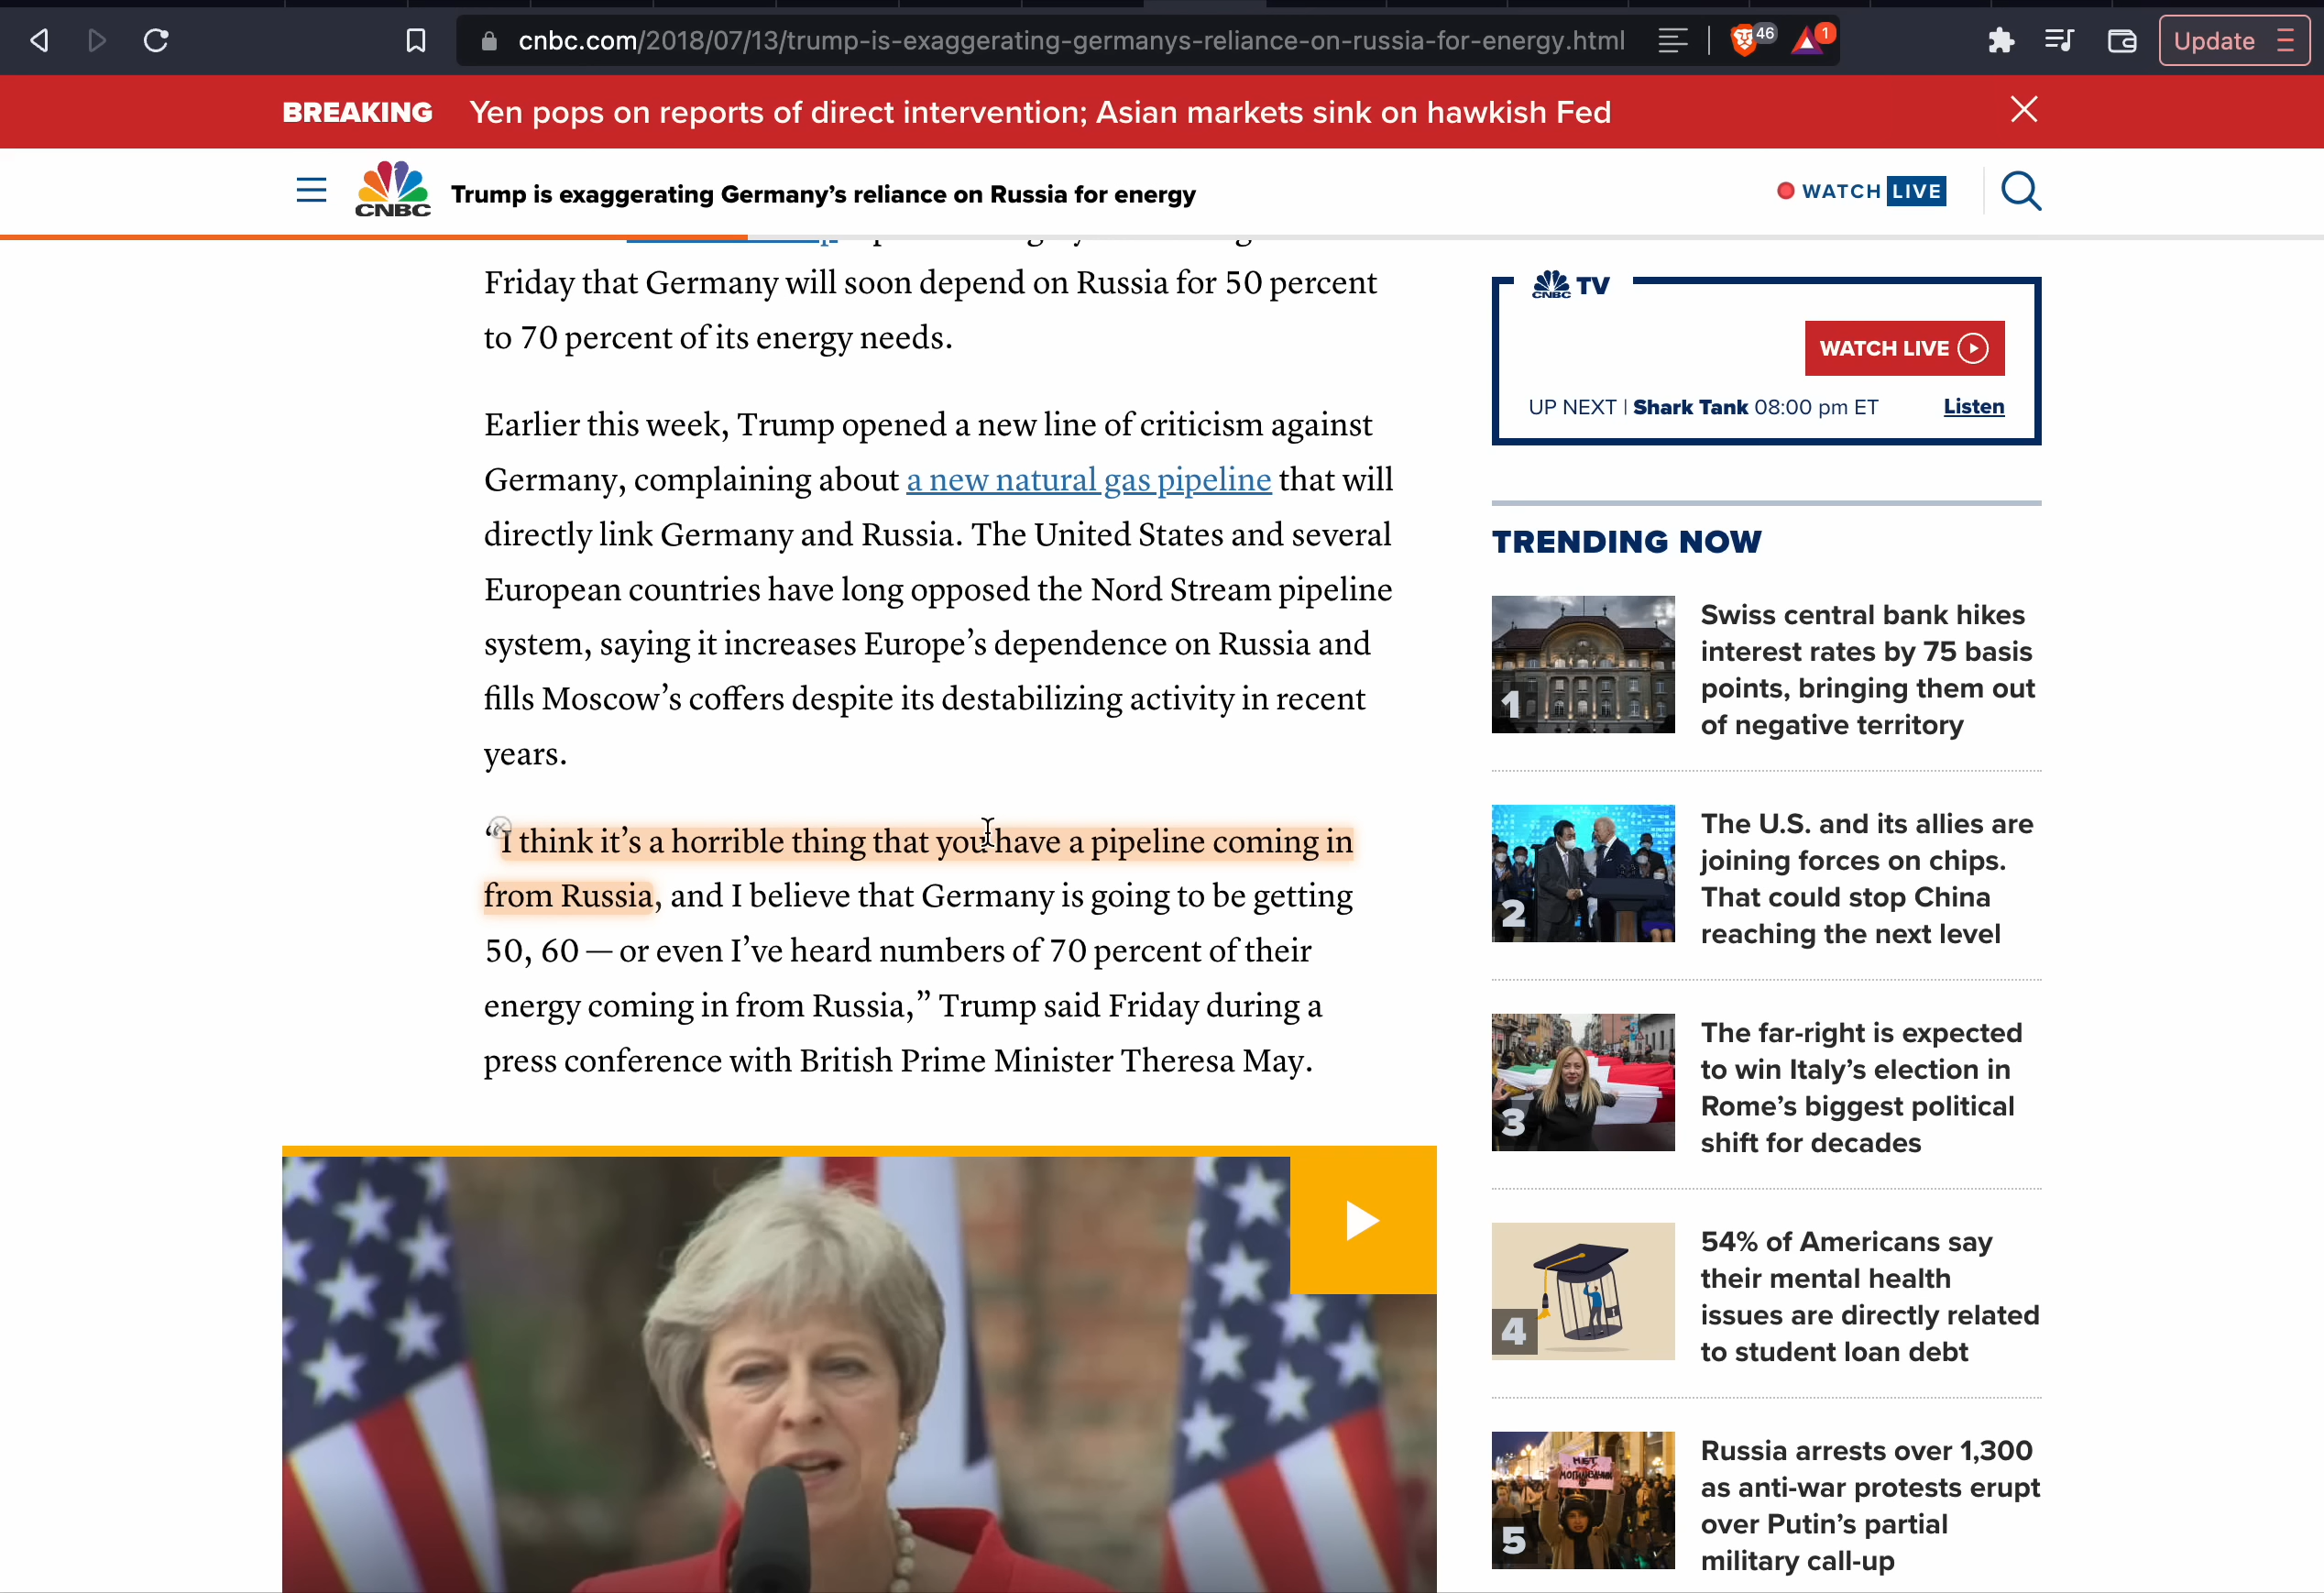 cnbc.com/2018/07/13/trump-is-exaggerating-germanys-reliance-on-russia-for-energy.html
46
1
Update
BREAKING Yen pops on reports of direct intervention; Asian markets sink on hawkish Fed
CNBC
Trump is exaggerating Germany’s reliance on Russia for energy
WATCH LIVE
Friday that Germany will soon depend on Russia for 50 percent
to 70 percent of its energy needs.
Earlier this week, Trump opened a new line of criticism against
Germany, complaining about a new natural gas pipeline that will
directly link Germany and Russia. The United States and several
European countries have long opposed the Nord Stream pipeline
system, saying it increases Europe’s dependence on Russia and
fills Moscow’s coffers despite its destabilizing activity in recent
years.
“I think it’s a horrible thing that you have a pipeline coming in
from Russia, and I believe that Germany is going to be getting
50, 60 — or even I’ve heard numbers of 70 percent of their
energy coming in from Russia,” Trump said Friday during a
press conference with British Prime Minister Theresa May.
CNBC TV
WATCH LIVE
UP NEXT | Shark Tank 08:00 pm ET Listen
TRENDING NOW
1
Swiss central bank hikes
interest rates by 75 basis
points, bringing them out
of negative territory
2
The U.S. and its allies are
joining forces on chips.
That could stop China
reaching the next level
3
The far-right is expected
to win Italy’s election in
Rome’s biggest political
shift for decades
4
54% of Americans say
their mental health
issues are directly related
to student loan debt
5
Russia arrests over 1,300
as anti-war protests erupt
over Putin’s partial
military call-up